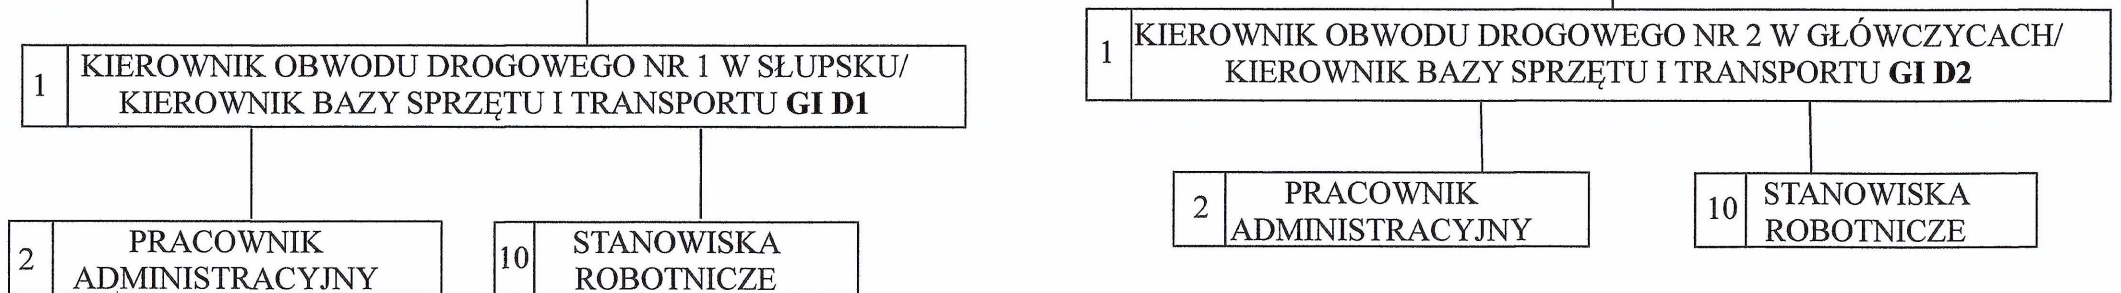 1
KIEROWNIK OBWODU DROGOWEGO NR 1 W SŁUPSKU/
KIEROWNIK BAZY SPRZĘTU I TRANSPORTU GI D1
2
PRACOWNIK
ADMINISTRACYJNY
10
STANOWISKA
ROBOTNICZE
1
KIEROWNIK OBWODU DROGOWEGO NR 2 W GŁÓWCZYCACH/
KIEROWNIK BAZY SPRZĘTU I TRANSPORTU GI D2
2
PRACOWNIK
ADMINISTRACYJNY
10
STANOWISKA
ROBOTNICZE